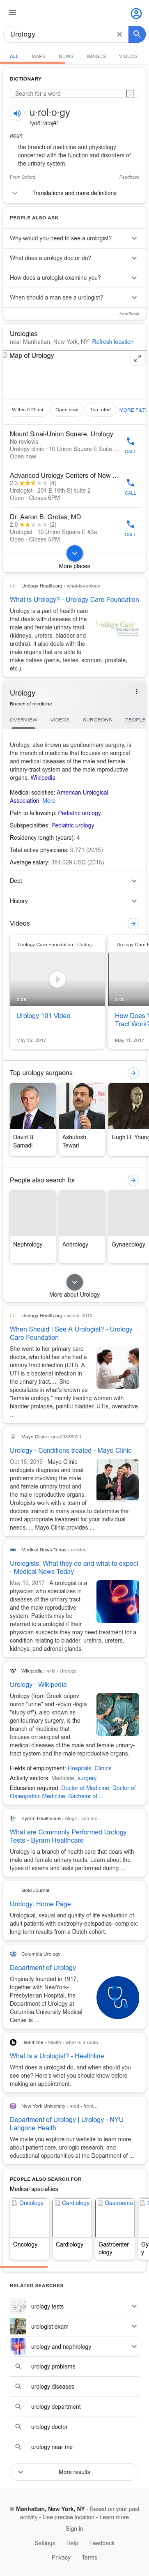 Urology
ALL MAPS NEWS IMAGES VIDEOS
DICTIONARY
Search for a word
u·rol·o·gy
noun
the branch of medicine and physiology
concerned with the function and disorders of
the urinary system.
From Oxford Feedback
Translations and more definitions
PEOPLE ALSO ASK
Why would you need to see a urologist?
What does a urology doctor do?
How does a urologist examine you?
When should a man see a urologist?
Feedback
Urologies
near Manhattan, New York, NY Refresh location
Map of Urology
Within 0.25 mi Open now Top rated MORE FILT
Mount Sinai-Union Square, Urology
No reviews
Urology clinic · 10 Union Square E Suite ...
Open now
CALL
Advanced Urology Centers of New ...
2.3 (4)
Urologist · 201 E 19th St suite 2
Open · Closes 5PM
CALL
Dr. Aaron B. Grotas, MD
2.0 (2)
Urologist · 10 Union Square E #3a
Open · Closes 5PM
CALL
More places
Urology Health.org › what-is-urology
What is Urology? - Urology Care Foundation
Urology is a part of health care
that deals with diseases of the
male and female urinary tract
(kidneys, ureters, bladder and
urethra). It also deals with the
organs that are able to
make babies (penis, testes, scrotum, prostate,
etc.).
Urology
Branch of medicine
OVERVIEW VIDEOS SURGEONS PEOPLE
Urology, also known as genitourinary surgery, is
the branch of medicine that focuses on surgical
and medical diseases of the male and female
urinary-tract system and the male reproductive
organs. Wikipedia
Medical societies: American Urological
Association, More
Path to fellowship: Pediatric urology
Subspecialties: Pediatric urology
Residency length (years): 4
Total active physicians: 9,771 (2015)
Average salary: 381,029 USD (2015)
Dept
History
Videos
Urology Care Foundation · Urolog...
2:38
Urology 101 Video
May 12, 2017
Urology Care F
3:05
How Does Y
Tract Work?
May 11, 2017
Top urology surgeons
David B.
Samadi
Ashutosh
Tewari
Hugh H. Young
People also search for
Nephrology Andrology Gynaecology
More about Urology
Urology Health.org › winter-2013
When Should I See A Urologist? - Urology
Care Foundation
She went to her primary care
doctor, who told her she had a
urinary tract infection (UTI). A
UTI is a bacterial infection in
the urinary tract. ... She
specializes in what's known as
"female urology," mainly treating women with
bladder pain, painful bladder, UTIs, overactive
...
Mayo Clinic › orc-20336021
Urology - Conditions treated - Mayo Clinic
Oct 16, 2019 · Mayo Clinic
urologists diagnose and treat
conditions of the urinary tract.
Each specialist in urology
works with a team of
professionals to determine the
most appropriate treatment for individual
needs. ... Mayo Clinic provides ...
Medical News Today › articles
Urologists: What they do and what to expect
- Medical News Today
May 19, 2017 · A urologist is a
physician who specializes in
diseases of the urinary tract
and the male reproductive
system. A person may be
referred to a urologist if their
physician suspects they may need treatment for a
condition relating to the bladder, urethra, ureters,
kidneys, and adrenal glands.
Wikipedia › wiki › Urology
Urology - Wikipedia
Urology (from Greek οὖρον
ouron "urine" and -λογία -logia
"study of"), also known as
genitourinary surgery, is the
branch of medicine that
focuses on surgical and
medical diseases of the
male and female urinary-tract
system and the male reproductive organs. ...
Fields of employment: Hospitals, Clinics
Activity sectors: Medicine, surgery
Education required: Doctor of Medicine; Doctor of
Osteopathic Medicine; Bachelor of ...
Byram Healthcare › blogs › commo...
What are Commonly Performed Urology
Tests - Byram Healthcare
Urology is a branch of health care that deals with
male and female urinary tracts. Learn about the
types of tests performed during ...
Gold Journal
Urology: Home Page
Urological, sexual and quality of life evaluation of
adult patients with exstrophy-epispadias- complex:
long-term results from a Dutch cohort.
Columbia Urology
Department of Urology
Originally founded in 1917,
together with NewYork-
Presbyterian Hospital, the
Department of Urology at
Columbia University Medical
Center is ...
Healthline › health › what-is-a-urolo...
What Is a Urologist? - Healthline
What does a urologist do, and when should you
see one? Here's what you should know before
making an appointment.
New York University › med › front...
Department of Urology | Urology - NYU
Langone Health
We invite you explore our website to learn more
about patient care, urologic research, and
educational opportunities at the Department of ...
PEOPLE ALSO SEARCH FOR
Medical specialties
Oncology Cardiology Gastroente
Oncology Cardiology Gastroenter
ology
RELATED SEARCHES
urology tests
urologist exam
urology and nephrology
urology problems
urology diseases
urology department
urology doctor
urology near me
More results
Manhattan, New York, NY - Based on your past
activity - Use precise location - Learn more
Sign in
Settings Help Feedback
Privacy Terms